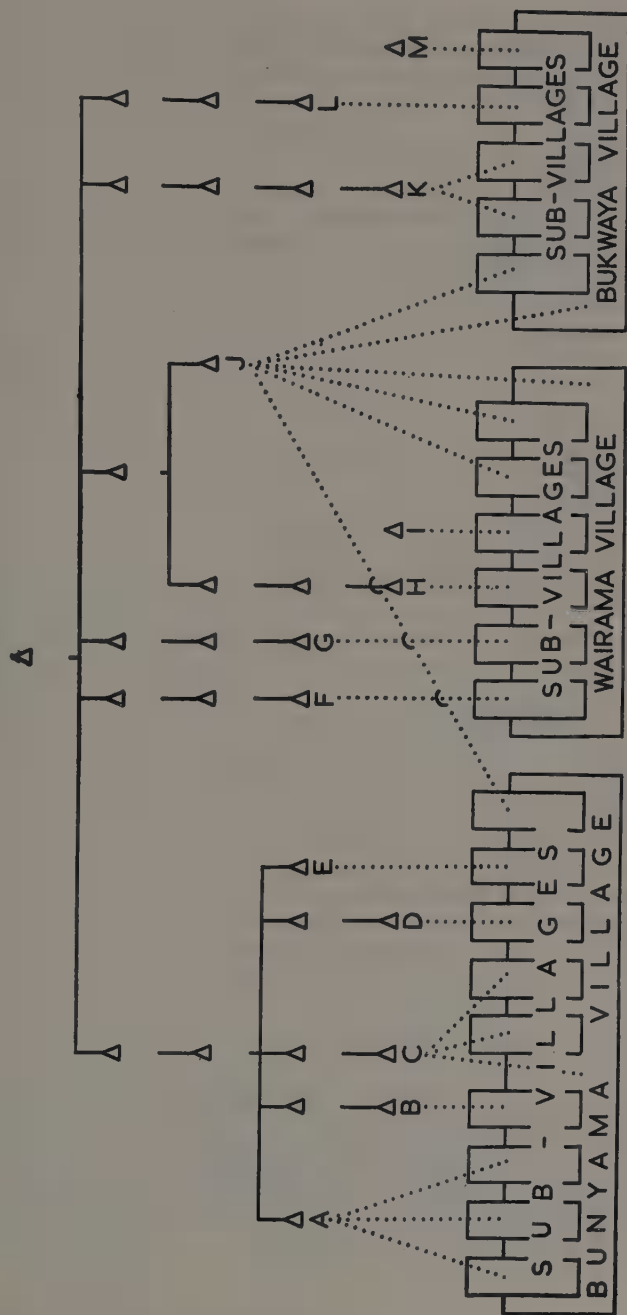 J
A E F G L
B C D H I K M
SUB-VILLAGES SUB-VILLAGES SUB-VILLAGES
BUNYAMA VILLAGE WAIRAMA VILLAGE BUKWAYA VILLAGE